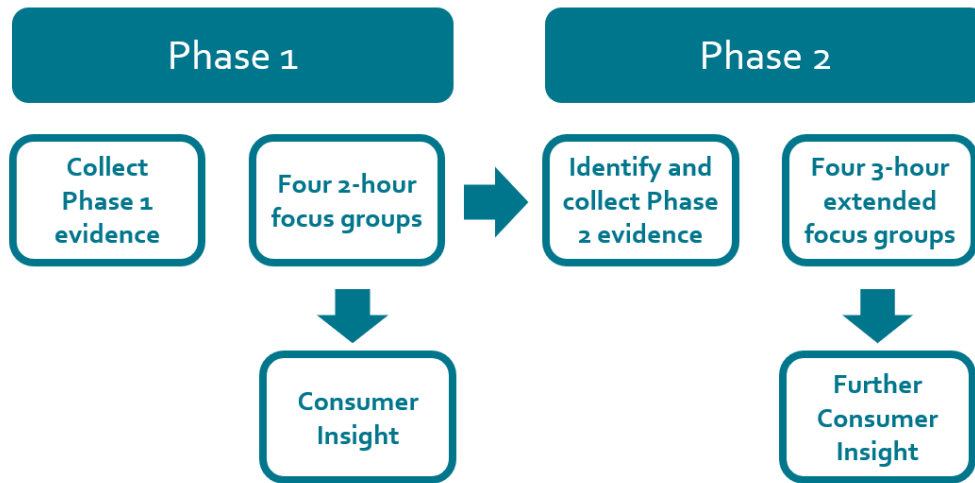 Phase 1
Phase 2
Collect
Phase 1
evidence
Four 2-hour
focus groups
Identify and
collect Phase
2 evidence
Four 3-hour
extended
focus groups
Consumer
Insight
Further
Consumer
Insight